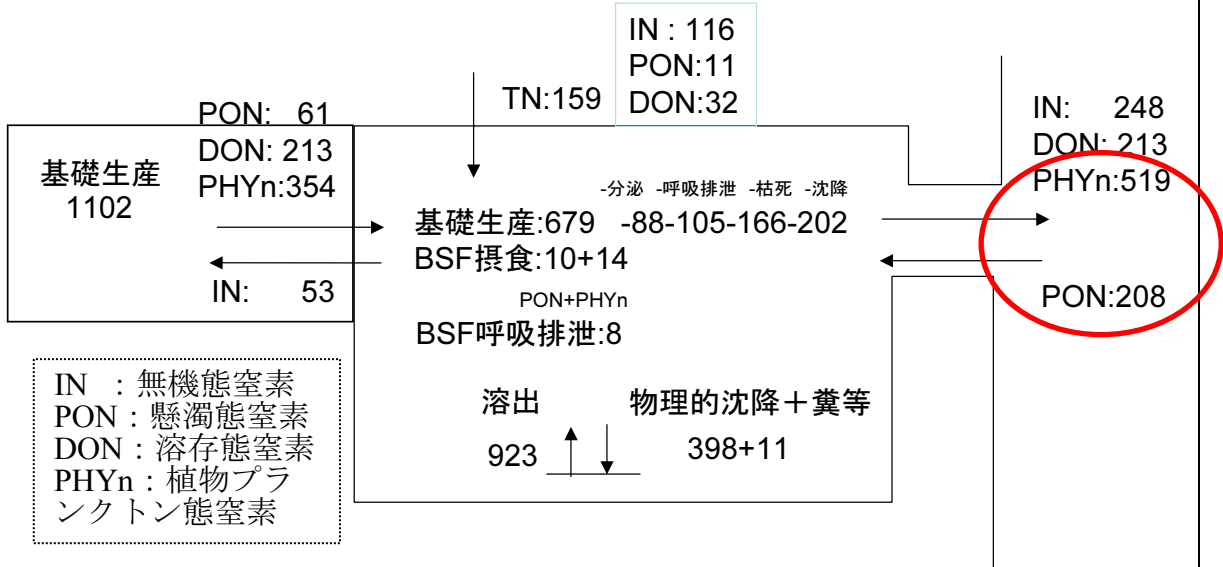 IN : 116
PON:11
DON:32
TN:159
PON: 61
DON: 213
PHYn:354
基礎生産
1102
IN: 53
-分泌 -呼吸排泄 -枯死 -沈降
基礎生産:679 -88-105-166-202
BSF摂食:10+14
PON+PHYn
BSF呼吸排泄:8
溶出
923
物理的沈降＋糞等
398+11
IN: 248
DON: 213
PHYn:519
PON:208
IN ：無機態窒素
PON：懸濁態窒素
DON：溶存態窒素
PHYn：植物プラ
ンクトン態窒素